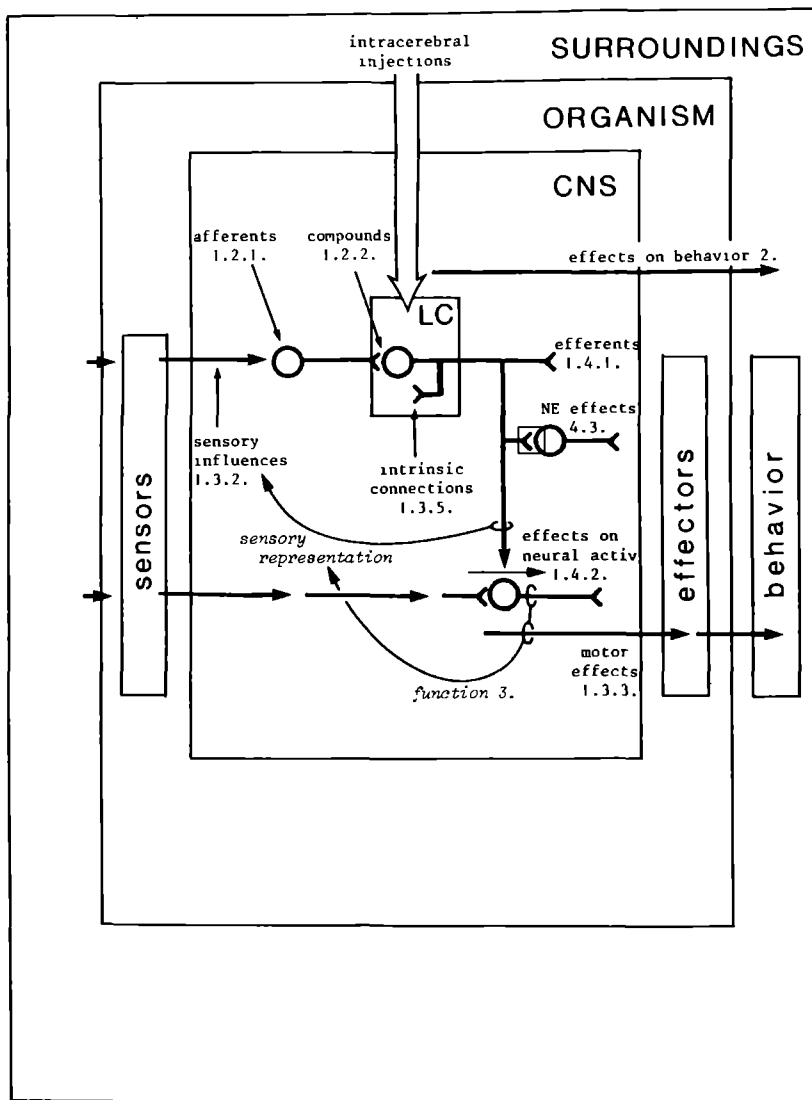 intracerebral
injections
SURROUNDINGS
ORGANISM
CNS
afferents
1.2.1.
compounds
1.2.2.
effects on behavior 2.
LC
efferents
1.4.1.
NE effects
4.3.
sensory
influences
1.3.2.
intrinsic
connections
1.3.5.
sensory
representation
effects on
neural activ.
1.4.2.
motor
effects
1.3.3.
function 3.
sensors
effectors
behavior